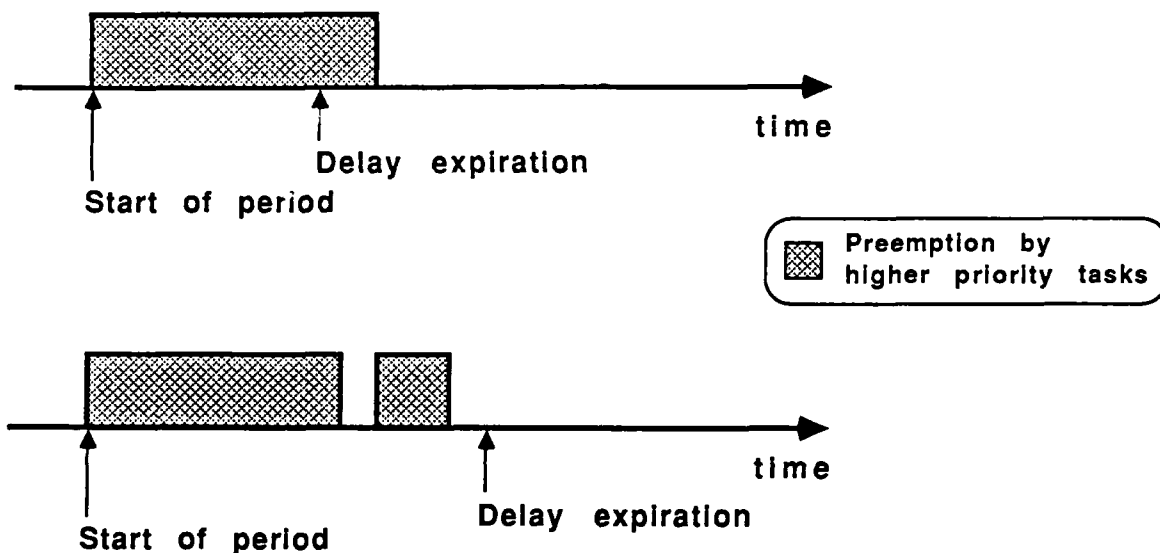 time
Delay expiration
Start of period
Preemption by
higher priority tasks
time
Delay expiration
Start of period